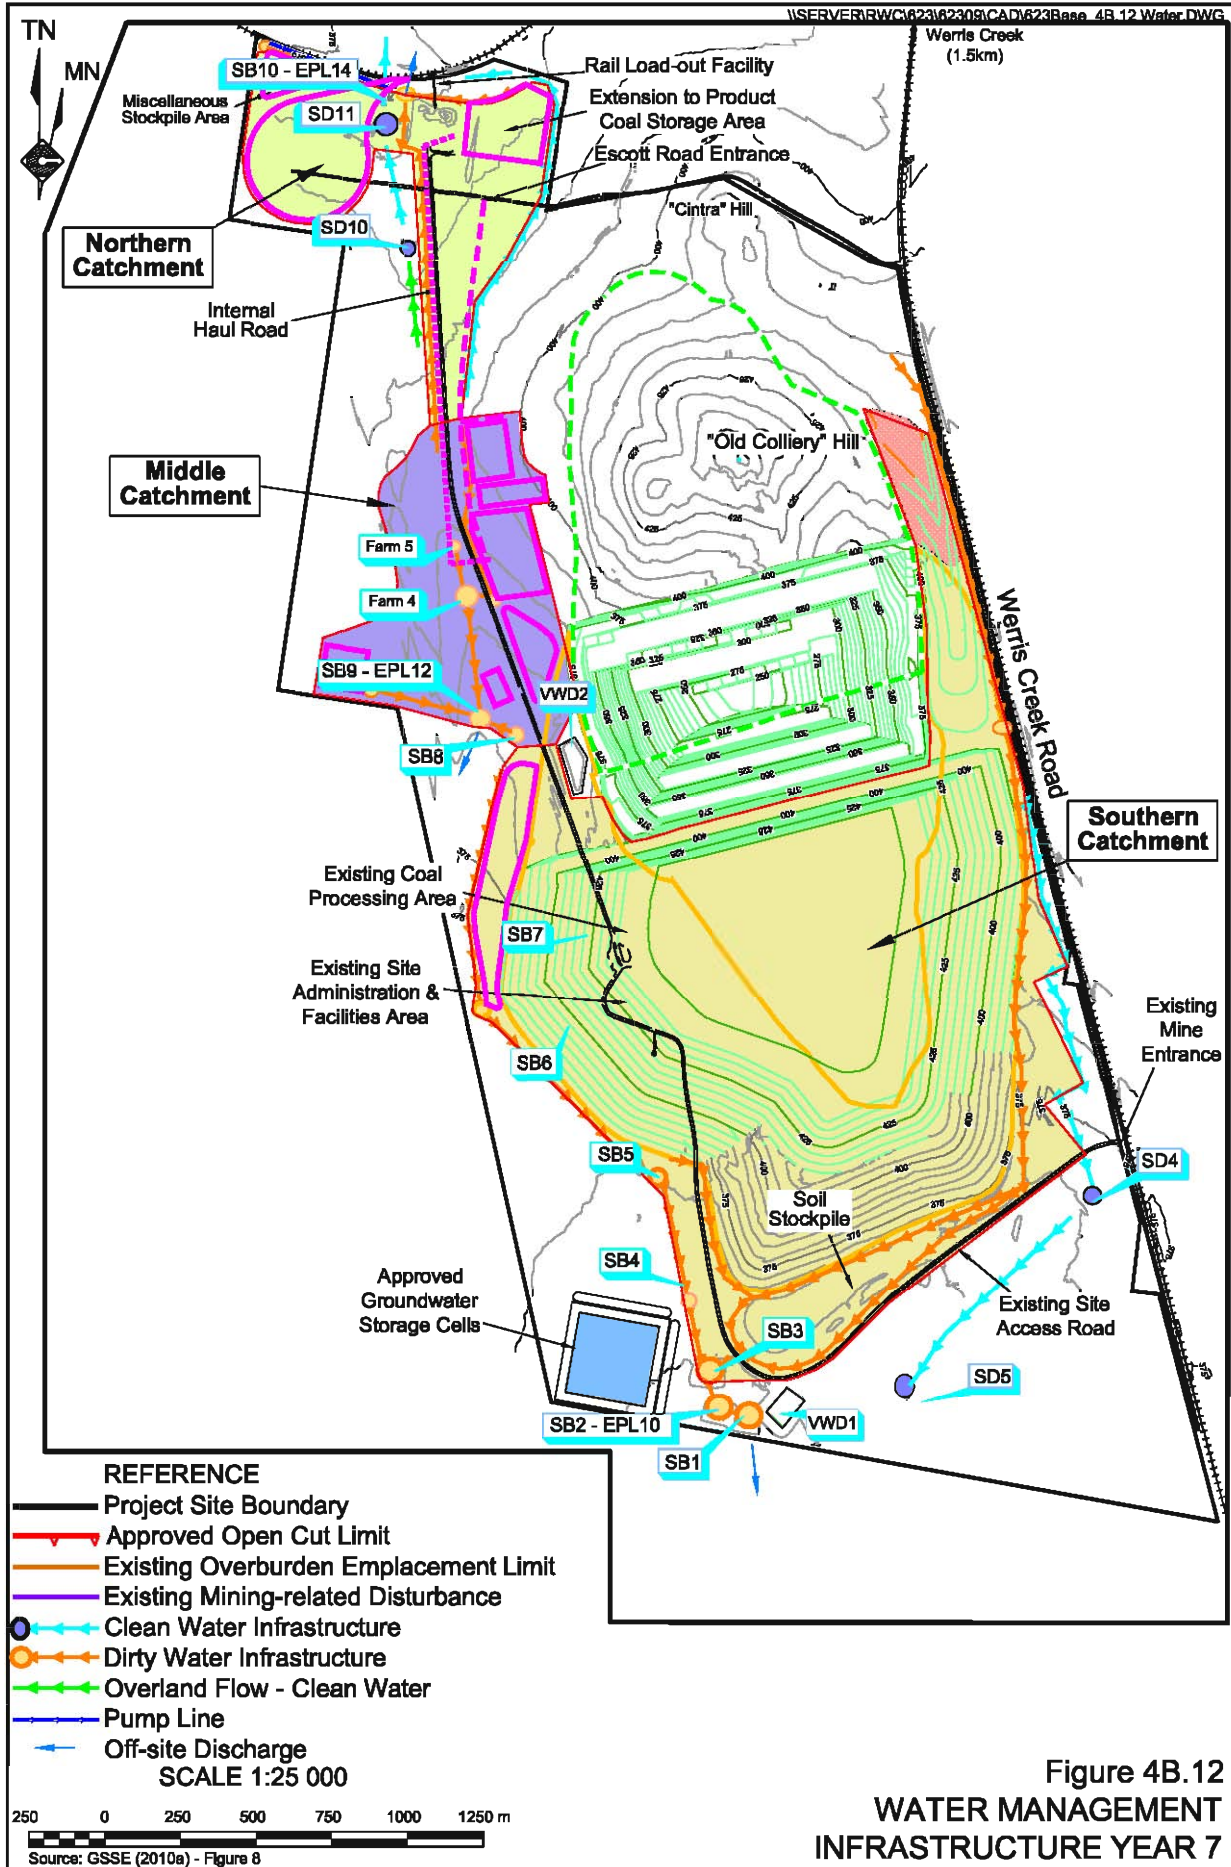 \\SERVER\RWC\623\62309\CAD\623Base_4B.12 Water.DWG
TN
MN
Werris Creek
(1.5km)
SB10 - EPL14
Rail Load-out Facility
Miscellaneous
Stockpile Area
SD11
Extension to Product
Coal Storage Area
Escott Road Entrance
"Cintra" Hill
SD10
Northern
Catchment
Internal
Haul Road
"Old Colliery" Hill
Middle
Catchment
Farm 5
Farm 4
Werris Creek Road
SB9 - EPL12
VWD2
SB8
Southern
Catchment
Existing Coal
Processing Area
SB7
Existing Site
Administration &
Facilities Area
Existing
Mine
Entrance
SB6
SB5
SD4
Soil
Stockpile
SB4
Approved
Groundwater
Storage Cells
Existing Site
Access Road
SB3
SD5
SB2 - EPL10
VWD1
SB1
REFERENCE
Project Site Boundary
Approved Open Cut Limit
Existing Overburden Emplacement Limit
Existing Mining-related Disturbance
Clean Water Infrastructure
Dirty Water Infrastructure
Overland Flow - Clean Water
Pump Line
Off-site Discharge
SCALE 1:25 000
250 0 250 500 750 1000 1250 m
Source: GSSE (2010a) - Figure 8
Figure 4B.12
WATER MANAGEMENT
INFRASTRUCTURE YEAR 7